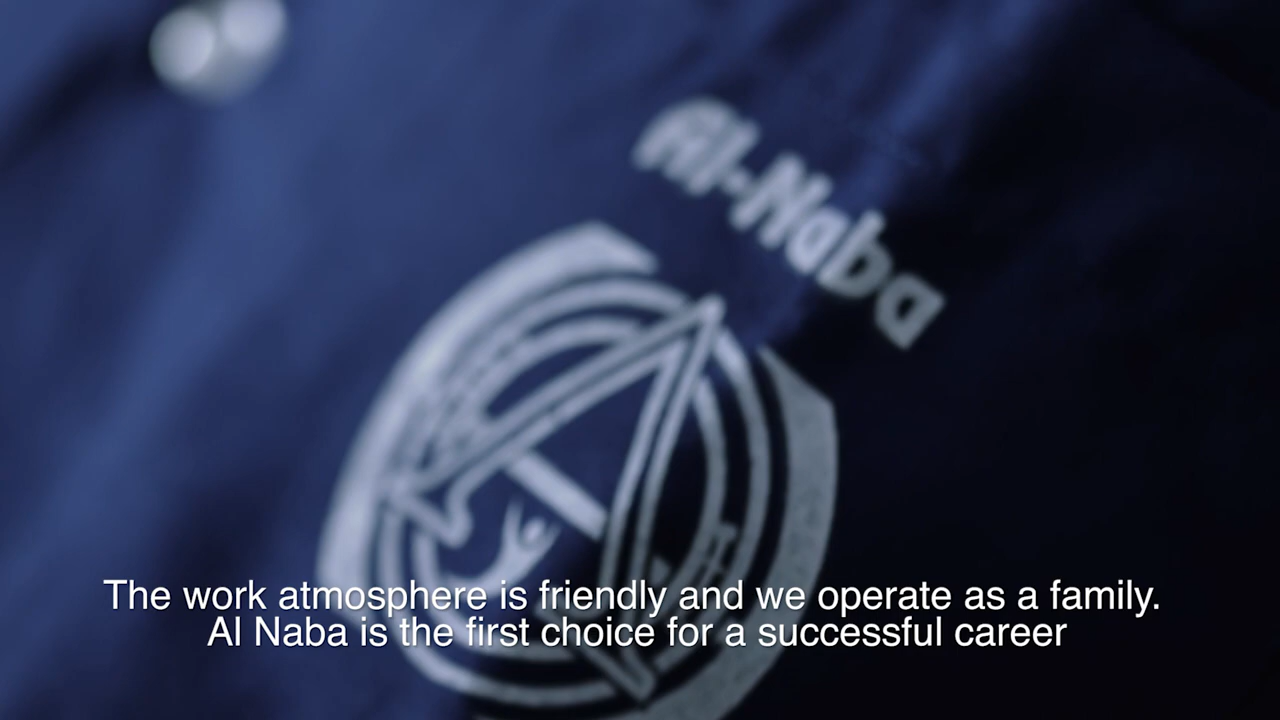 Al-Naba
The work atmosphere is friendly and we operate as a family.
Al Naba is the first choice for a successful career